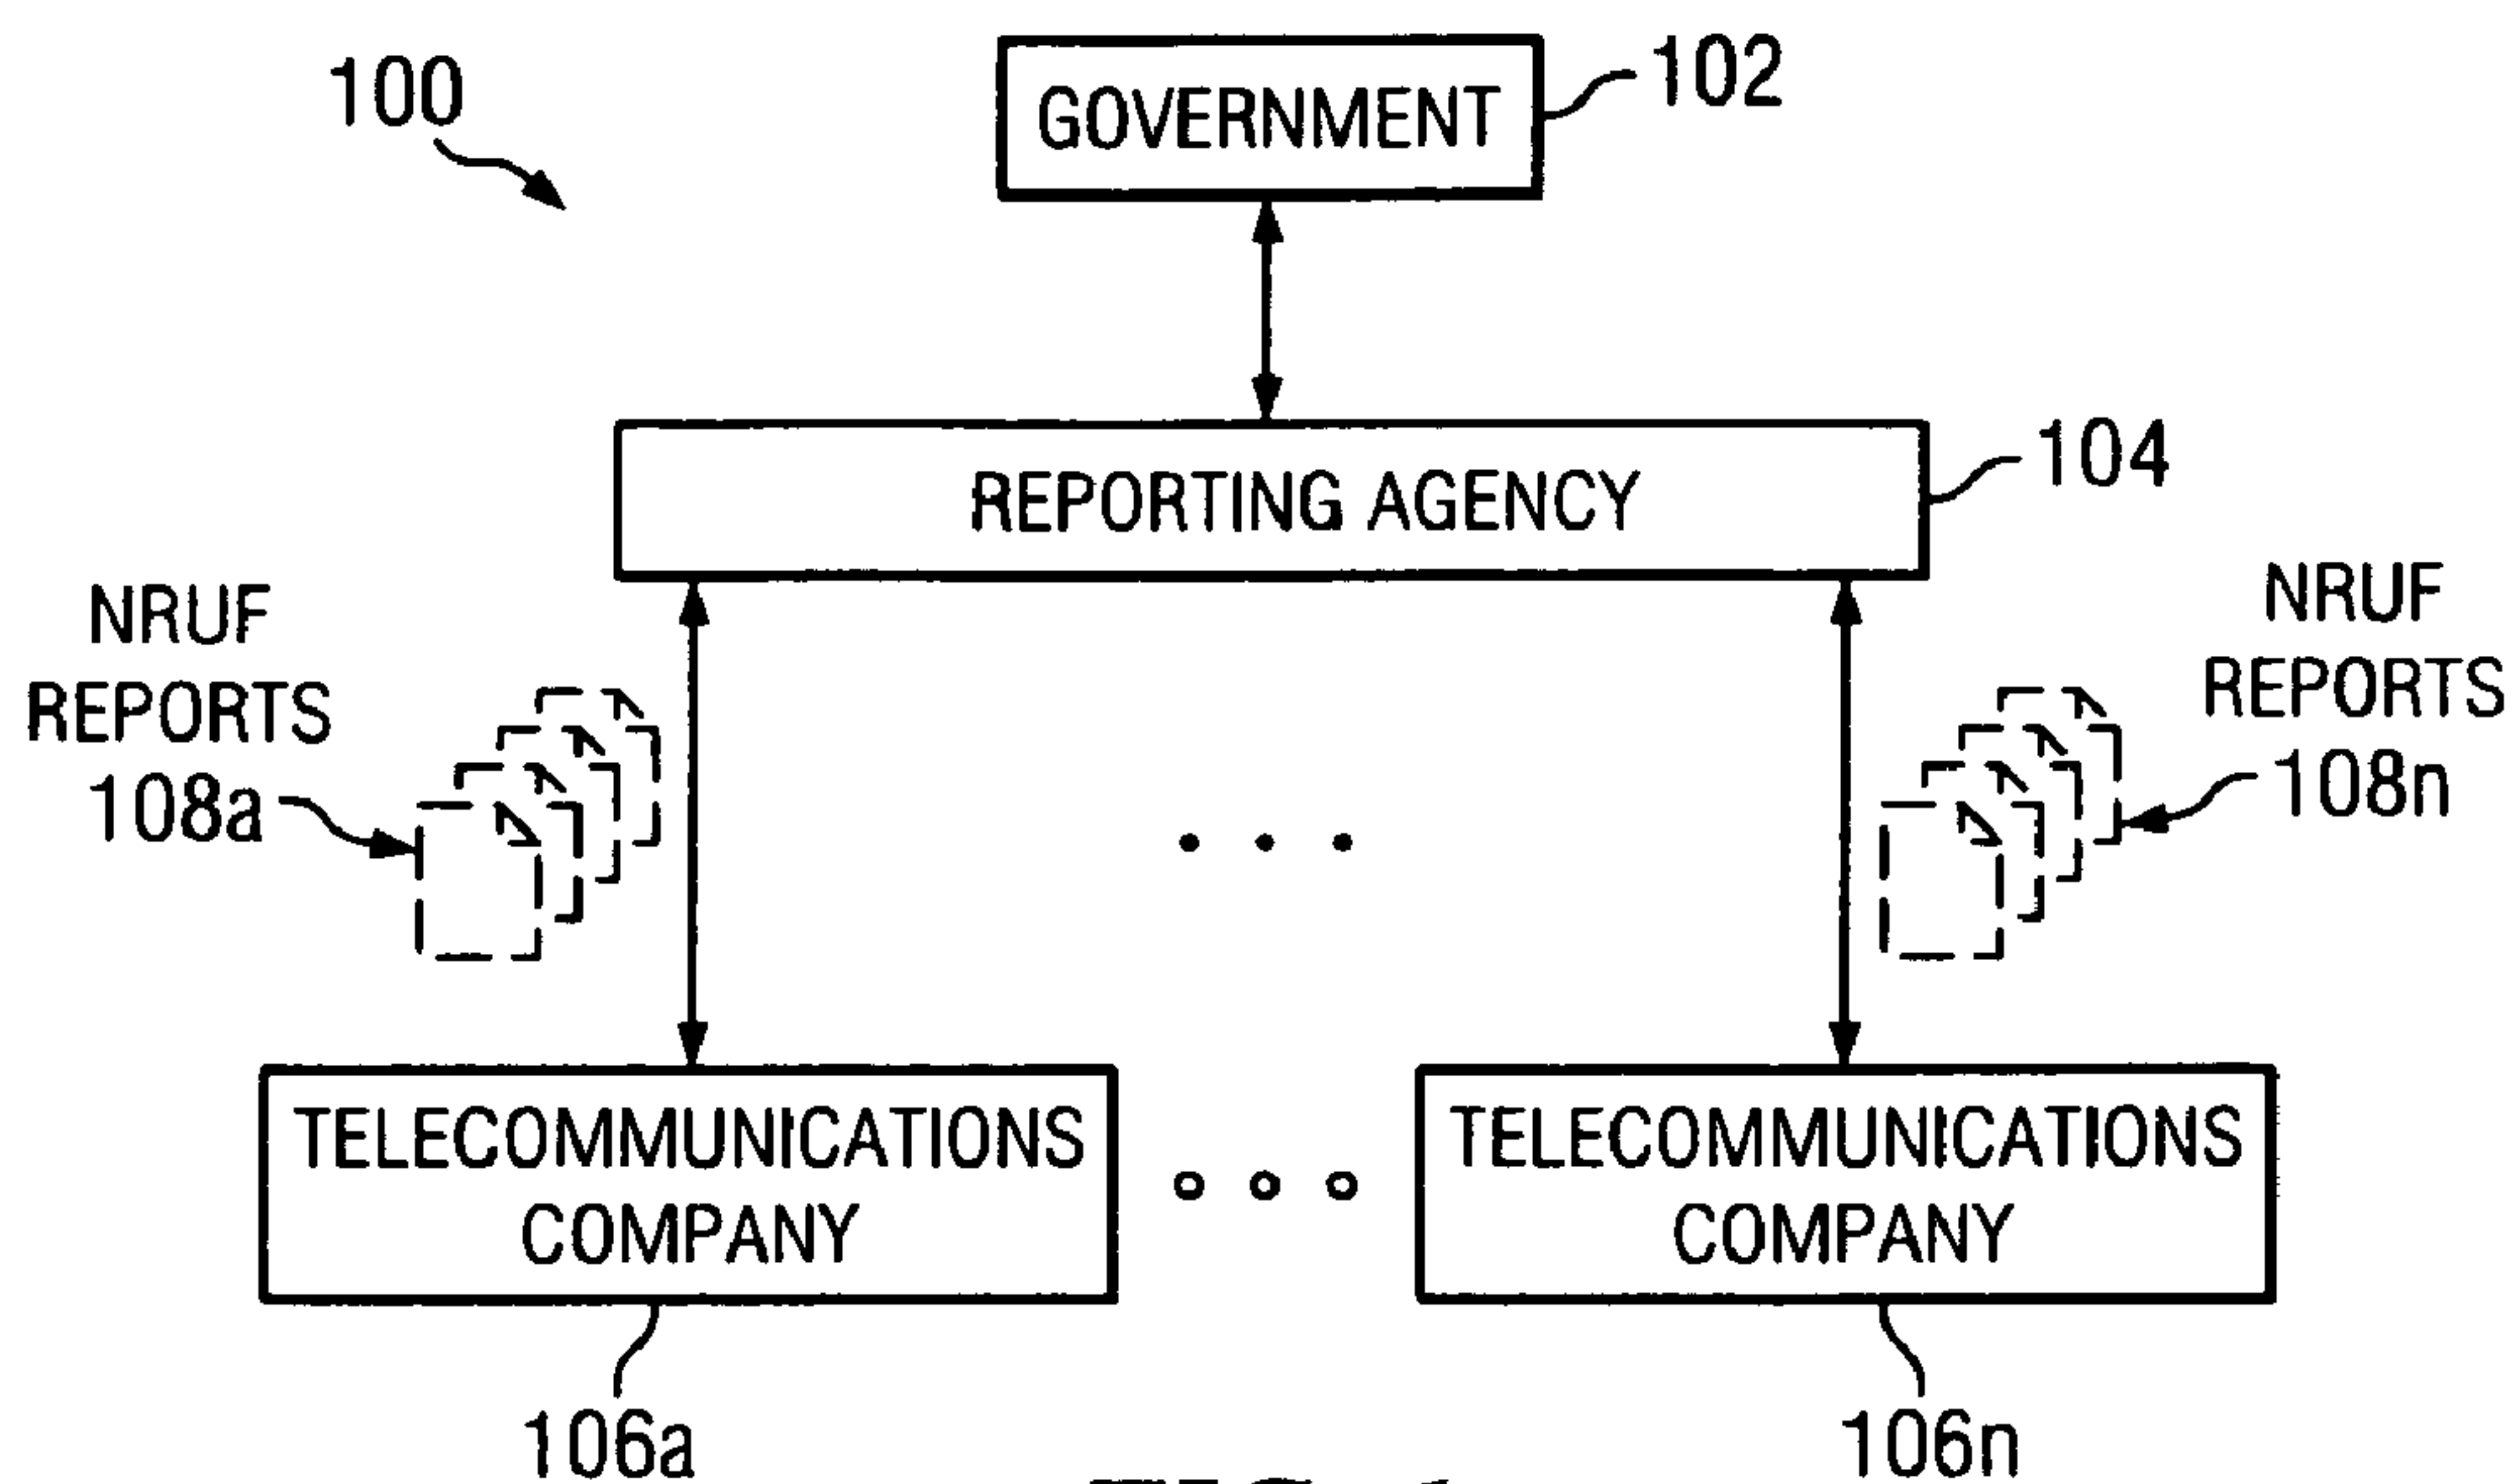 100
GOVERNMENT
102
REPORTING AGENCY
104
NRUF
REPORTS
108a
NRUF
REPORTS
108n
TELECOMMUNICATIONS
COMPANY
TELECOMMUNICATIONS
COMPANY
106a
106n